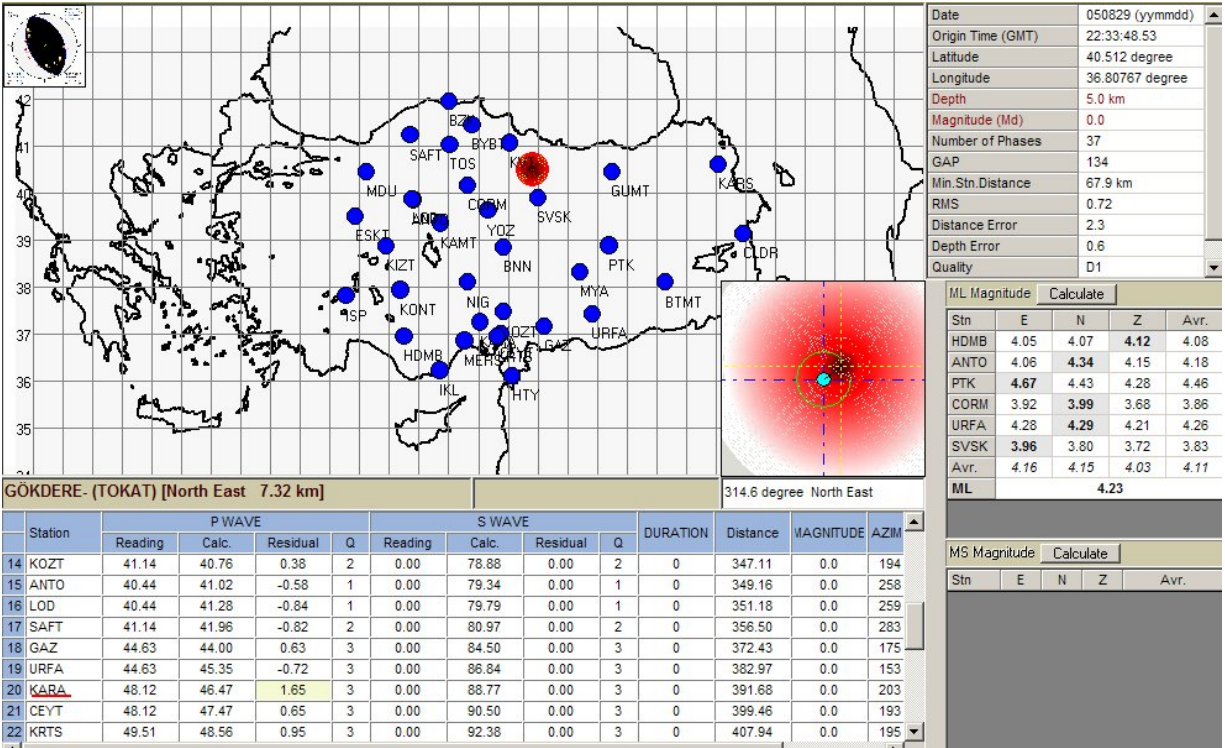 Date 050829 (yymmdd)
Origin Time (GMT) 22:33:48.53
Latitude 40.512 degree
Longitude 36.80767 degree
Depth 5.0 km
Magnitude (Md) 0.0
Number of Phases 37
GAP 134
Min.Stn.Distance 67.9 km
RMS 0.72
Distance Error 2.3
Depth Error 0.6
Quality D1
42
BZK
BYBT
41
SAFT
TOS
MDU
GUMT
KARS
40
CORM
SVSK
ESKT
YOZ
KAMT
39
KIZT
BNN
PTK
CLDR
38
MYA
ISP
KONT
NIG
BTMT
37
KOZT
URFA
HDMB
MERS
GAZ
36
IKL
HTY
35
ML Magnitude Calculate
Stn E N Z Avr.
HDMB 4.05 4.07 4.12 4.08
ANTO 4.06 4.34 4.15 4.18
PTK 4.67 4.43 4.28 4.46
CORM 3.92 3.99 3.68 3.86
URFA 4.28 4.29 4.21 4.26
SVSK 3.96 3.80 3.72 3.83
Avr. 4.16 4.15 4.03 4.11
ML 4.23
GÖKDERE- (TOKAT) [North East 7.32 km]
314.6 degree North East
Station P WAVE S WAVE DURATION Distance MAGNITUDE AZIM
Reading Calc. Residual Q Reading Calc. Residual Q
14 KOZT 41.14 40.76 0.38 2 0.00 78.88 0.00 2 0 347.11 0.0 194
15 ANTO 40.44 41.02 -0.58 1 0.00 79.34 0.00 1 0 349.16 0.0 258
16 LOD 40.44 41.28 -0.84 1 0.00 79.79 0.00 1 0 351.18 0.0 259
17 SAFT 41.14 41.96 -0.82 2 0.00 80.97 0.00 2 0 356.50 0.0 283
18 GAZ 44.63 44.00 0.63 3 0.00 84.50 0.00 3 0 372.43 0.0 175
19 URFA 44.63 45.35 -0.72 3 0.00 86.84 0.00 3 0 382.97 0.0 153
20 KARA 48.12 46.47 1.65 3 0.00 88.77 0.00 3 0 391.68 0.0 203
21 CEYT 48.12 47.47 0.65 3 0.00 90.50 0.00 3 0 399.46 0.0 193
22 KRTS 49.51 48.56 0.95 3 0.00 92.38 0.00 3 0 407.94 0.0 195
MS Magnitude Calculate
Stn E N Z Avr.